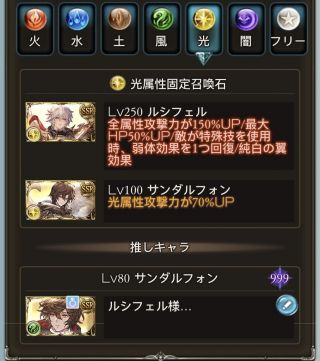 火 水 土 風 光 闇 フリー
光属性固定召喚石
SSR
Lv250 ルシフェル
全属性攻撃力が150%UP/最大
HP50%UP/敵が特殊技を使用
時、弱体効果を1つ回復/純白の翼
効果
SSR
Lv100 サンダルフォン
光属性攻撃力が70%UP
推しキャラ
Lv80 サンダルフォン
999
SSR
ルシフェル様...